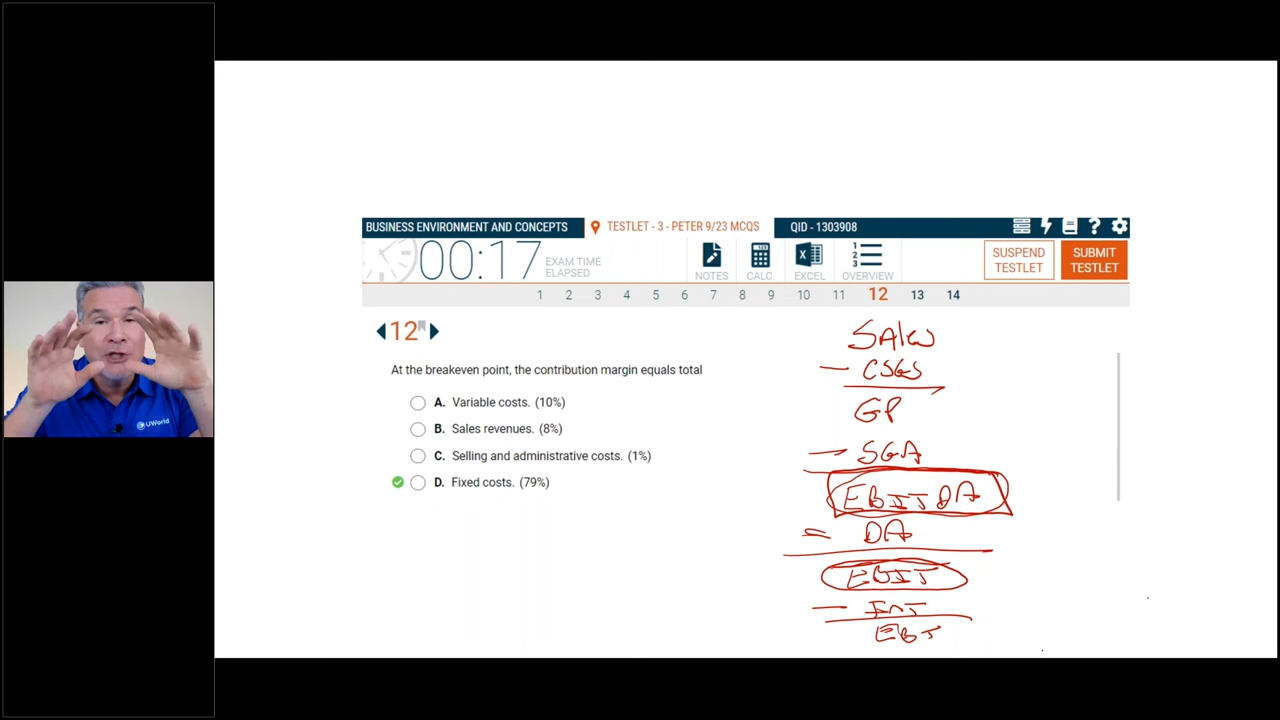 BUSINESS ENVIRONMENT AND CONCEPTS
TESTLET - 3 - PETER 9/23 MCQS
QID - 1303908
00:17
EXAM TIME ELAPSED
NOTES
CALC.
EXCEL
OVERVIEW
SUSPEND TESTLET
SUBMIT TESTLET
1 2 3 4 5 6 7 8 9 10 11 12 13 14
12
At the breakeven point, the contribution margin equals total
A. Variable costs. (10%)
B. Sales revenues. (8%)
C. Selling and administrative costs. (1%)
D. Fixed costs. (79%)
SALES
- CSGS
GP
- SGA
EBITDA
= DA
EBIT
- INT
EBT
UWorld